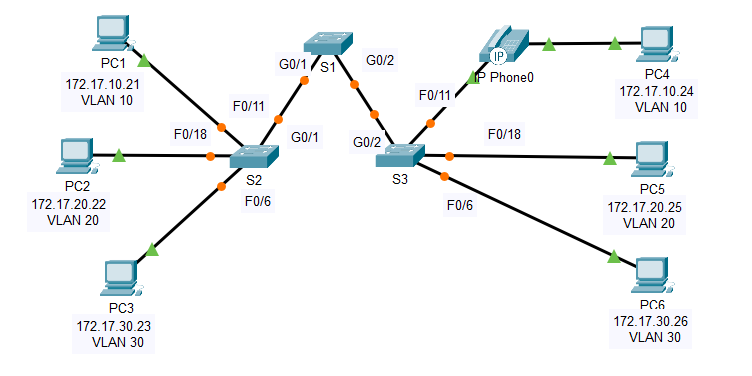 PC1
172.17.10.21
VLAN 10
PC2
172.17.20.22
VLAN 20
PC3
172.17.30.23
VLAN 30
F0/11
F0/18
F0/6
S2
G0/1
G0/1
S1
G0/2
G0/2
S3
F0/11
F0/18
F0/6
IP
IP Phone0
PC4
172.17.10.24
VLAN 10
PC5
172.17.20.25
VLAN 20
PC6
172.17.30.26
VLAN 30